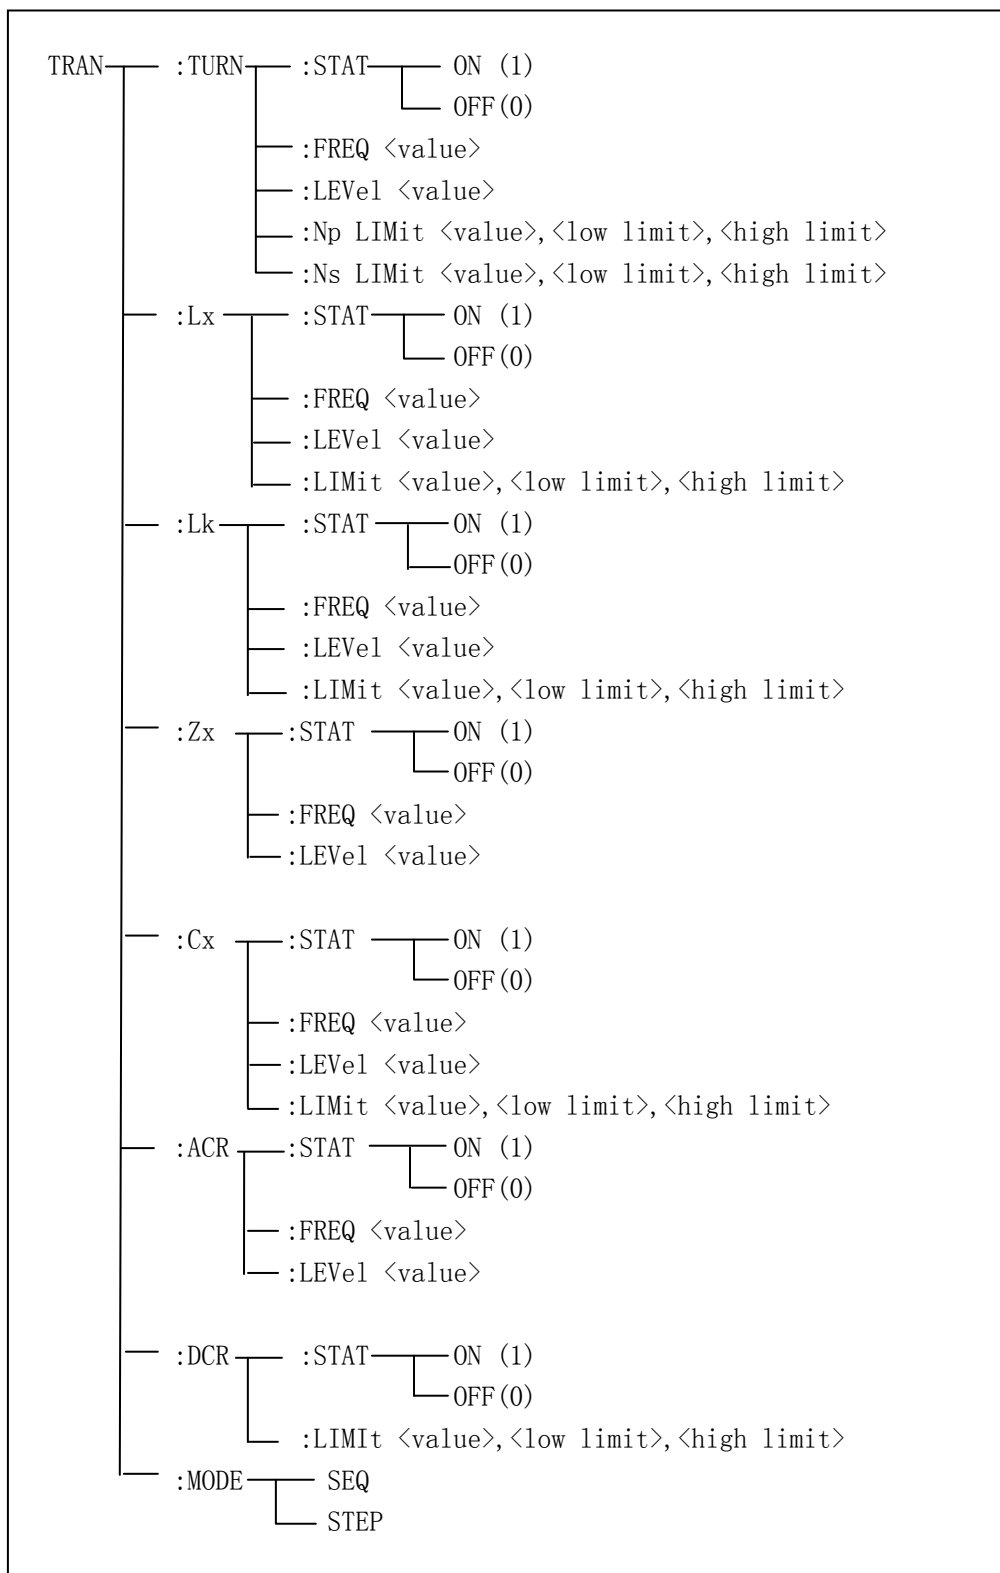 TRAN :TURN :STAT ON (1)
OFF(0)
:FREQ <value>
:LEVel <value>
:Np LIMit <value>,<low limit>,<high limit>
:Ns LIMit <value>,<low limit>,<high limit>
:Lx :STAT ON (1)
OFF(0)
:FREQ <value>
:LEVel <value>
:LIMit <value>,<low limit>,<high limit>
:Lk :STAT ON (1)
OFF(0)
:FREQ <value>
:LEVel <value>
:LIMit <value>,<low limit>,<high limit>
:Zx :STAT ON (1)
OFF(0)
:FREQ <value>
:LEVel <value>
:Cx :STAT ON (1)
OFF(0)
:FREQ <value>
:LEVel <value>
:LIMit <value>,<low limit>,<high limit>
:ACR :STAT ON (1)
OFF(0)
:FREQ <value>
:LEVel <value>
:DCR :STAT ON (1)
OFF(0)
:LIMIt <value>,<low limit>,<high limit>
:MODE SEQ
STEP